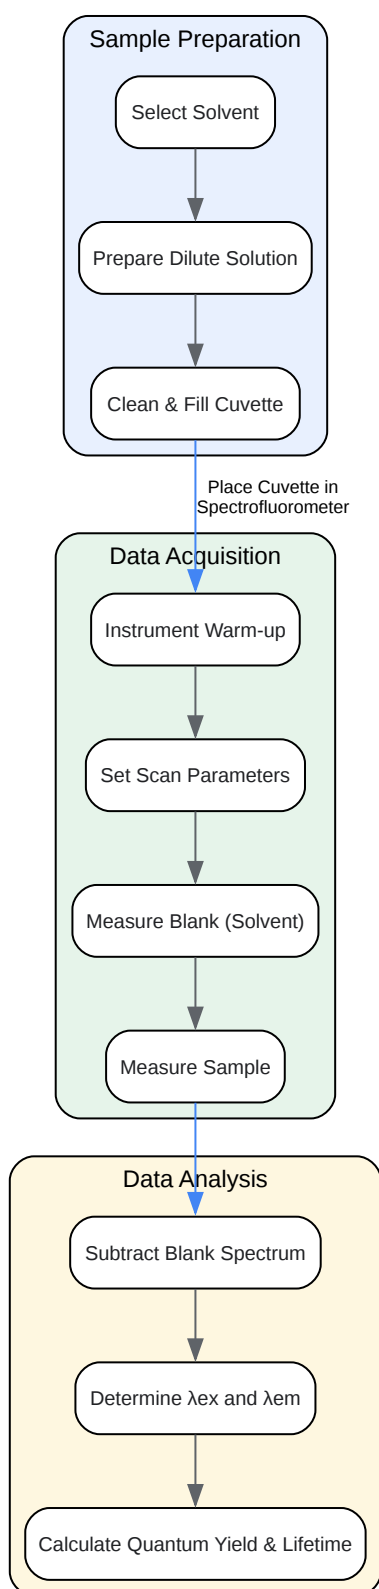 Sample Preparation
Select Solvent
Prepare Dilute Solution
Clean & Fill Cuvette
Place Cuvette in
Spectrofluorometer
Data Acquisition
Instrument Warm-up
Set Scan Parameters
Measure Blank (Solvent)
Measure Sample
Data Analysis
Subtract Blank Spectrum
Determine λex and λem
Calculate Quantum Yield & Lifetime